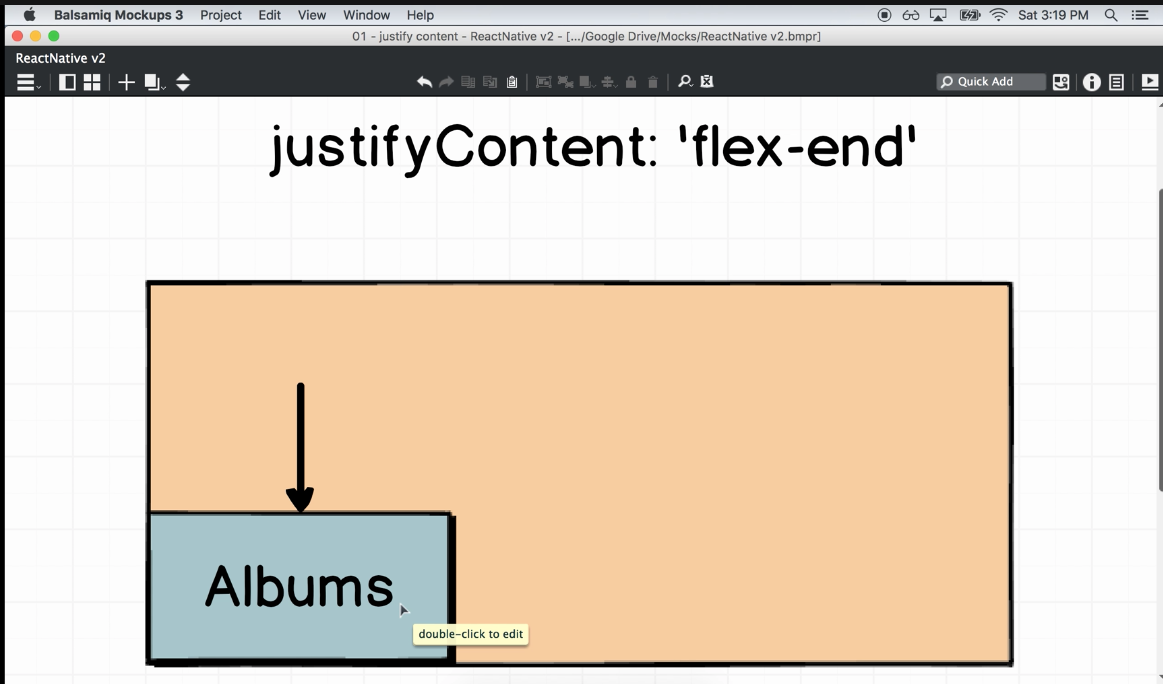 Balsamiq Mockups 3 Project Edit View Window Help Sat 3:19 PM
01 - justify content - ReactNative v2 - [.../Google Drive/Mocks/ReactNative v2.bmpr]
ReactNative v2
Quick Add
justifyContent: 'flex-end'
Albums
double-click to edit